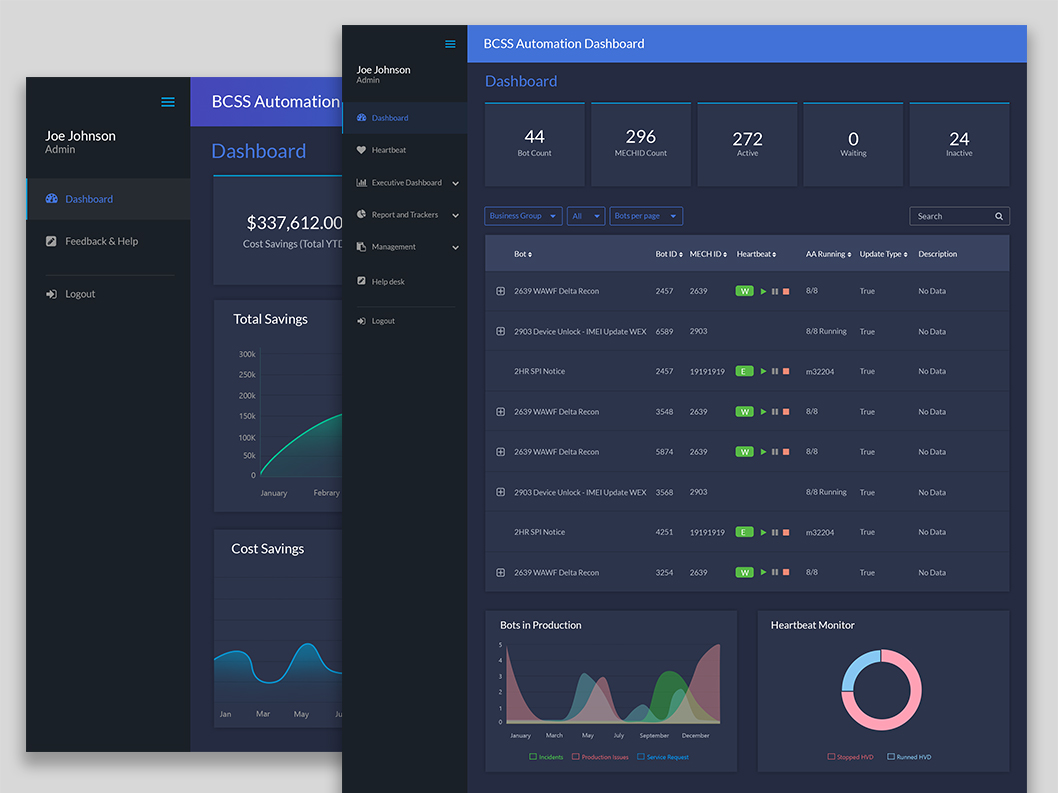 BCSS Automation
Joe Johnson
Admin
Dashboard
Feedback & Help
Logout
Dashboard
$337,612.00
Cost Savings (Total YTD
Total Savings
300k
250k
200k
150k
100K
50k
0
January Febrary
Cost Savings
Jan Mar May
BCSS Automation Dashboard
Joe Johnson
Admin
Dashboard
Heartbeat
Executive Dashboard
Report and Trackers
Management
Help desk
Logout
Dashboard
44 296 272 0 24
Bot Count MECHID Count Active Waiting Inactive
Business Group All Bots per page Search
Bot Bot ID MECH ID Heartbeat AA Running Update Type Description
2639 WAWF Delta Recon 2457 2639 W 8/8 True No Data
2903 Device Unlock - IMEI Update WEX 6589 2903 8/8 Running True No Data
2HR SPI Notice 2457 19191919 E m32204 True No Data
2639 WAWF Delta Recon 3548 2639 W 8/8 True No Data
2639 WAWF Delta Recon 5874 2639 W 8/8 True No Data
2903 Device Unlock - IMEI Update WEX 3568 2903 8/8 Running True No Data
2HR SPI Notice 4251 19191919 E m32204 True No Data
2639 WAWF Delta Recon 3254 2639 W 8/8 True No Data
Bots in Production
5
4
3
2
1
0
January March May July September December
Incidents Production Issues Service Request
Heartbeat Monitor
Stopped HVD Runned HVD